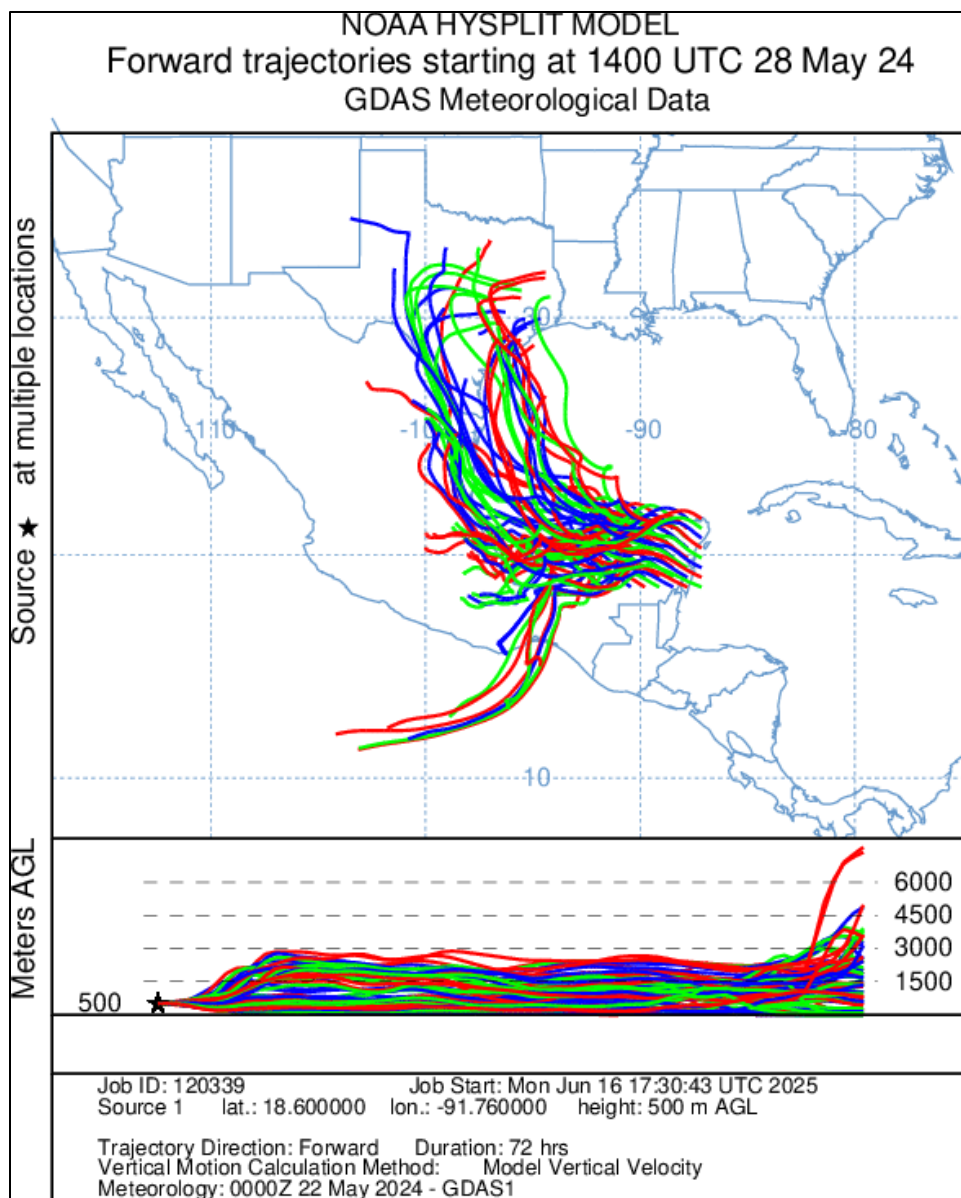 NOAA HYSPLIT MODEL
Forward trajectories starting at 1400 UTC 28 May 24
GDAS Meteorological Data
Source ★ at multiple locations
30
-110
-100
-90
-80
10
Meters AGL
6000
4500
3000
1500
500
Job ID: 120339 Job Start: Mon Jun 16 17:30:43 UTC 2025
Source 1 lat.: 18.600000 lon.: -91.760000 height: 500 m AGL
Trajectory Direction: Forward Duration: 72 hrs
Vertical Motion Calculation Method: Model Vertical Velocity
Meteorology: 0000Z 22 May 2024 - GDAS1